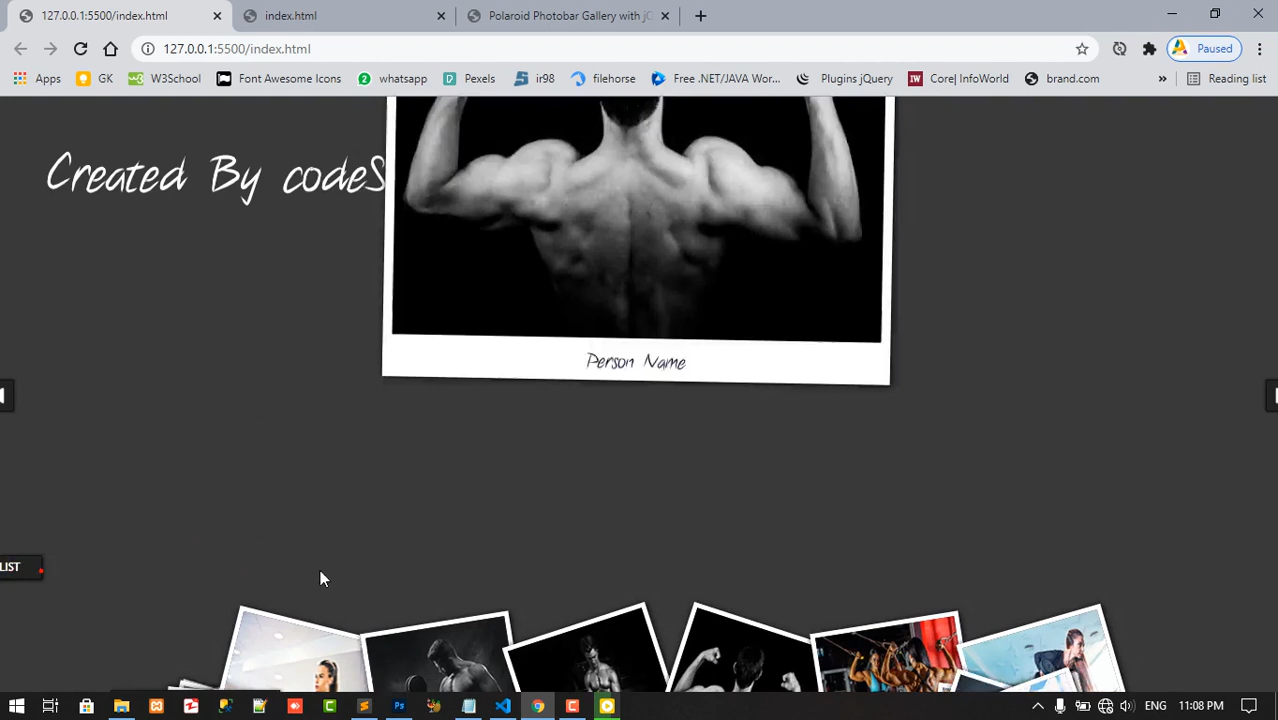 127.0.0.1:5500/index.html
index.html
Polaroid Photobar Gallery with j
127.0.0.1:5500/index.html
Paused
Apps
GK
W3School
Font Awesome Icons
whatsapp
Pexels
ir98
filehorse
Free .NET/JAVA Wor...
Plugins jQuery
Core| InfoWorld
brand.com
»
Reading list
Created By codeS
Person Name
LIST
ENG
11:08 PM